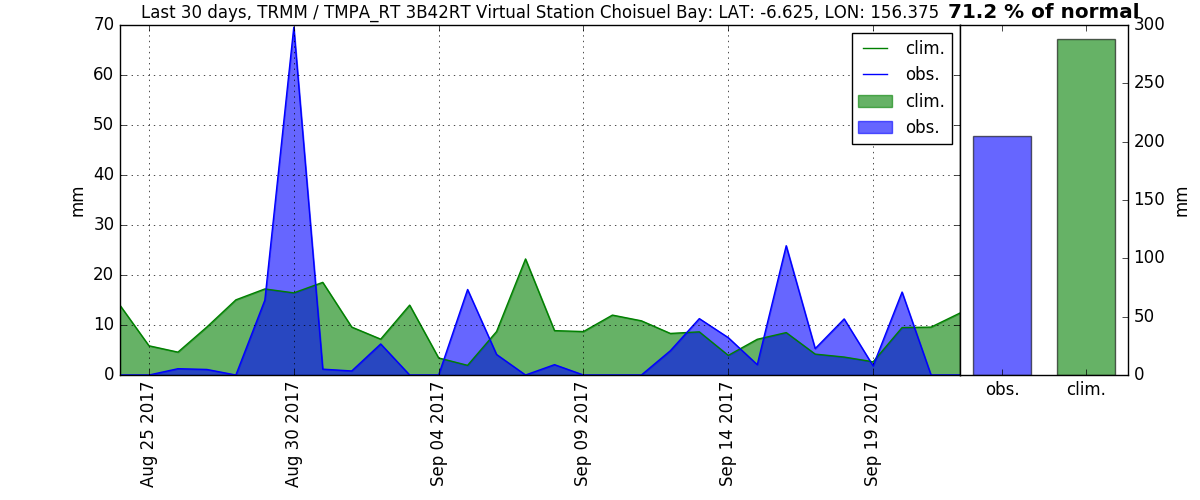 Last 30 days, TRMM / TMPA_RT 3B42RT Virtual Station Choisuel Bay: LAT: -6.625, LON: 156.375 71.2 % of normal
70
60
50
40
30
20
10
0
mm
clim.
obs.
clim.
obs.
Aug 25 2017
Aug 30 2017
Sep 04 2017
Sep 09 2017
Sep 14 2017
Sep 19 2017
300
250
200
150
100
50
0
mm
obs.
clim.